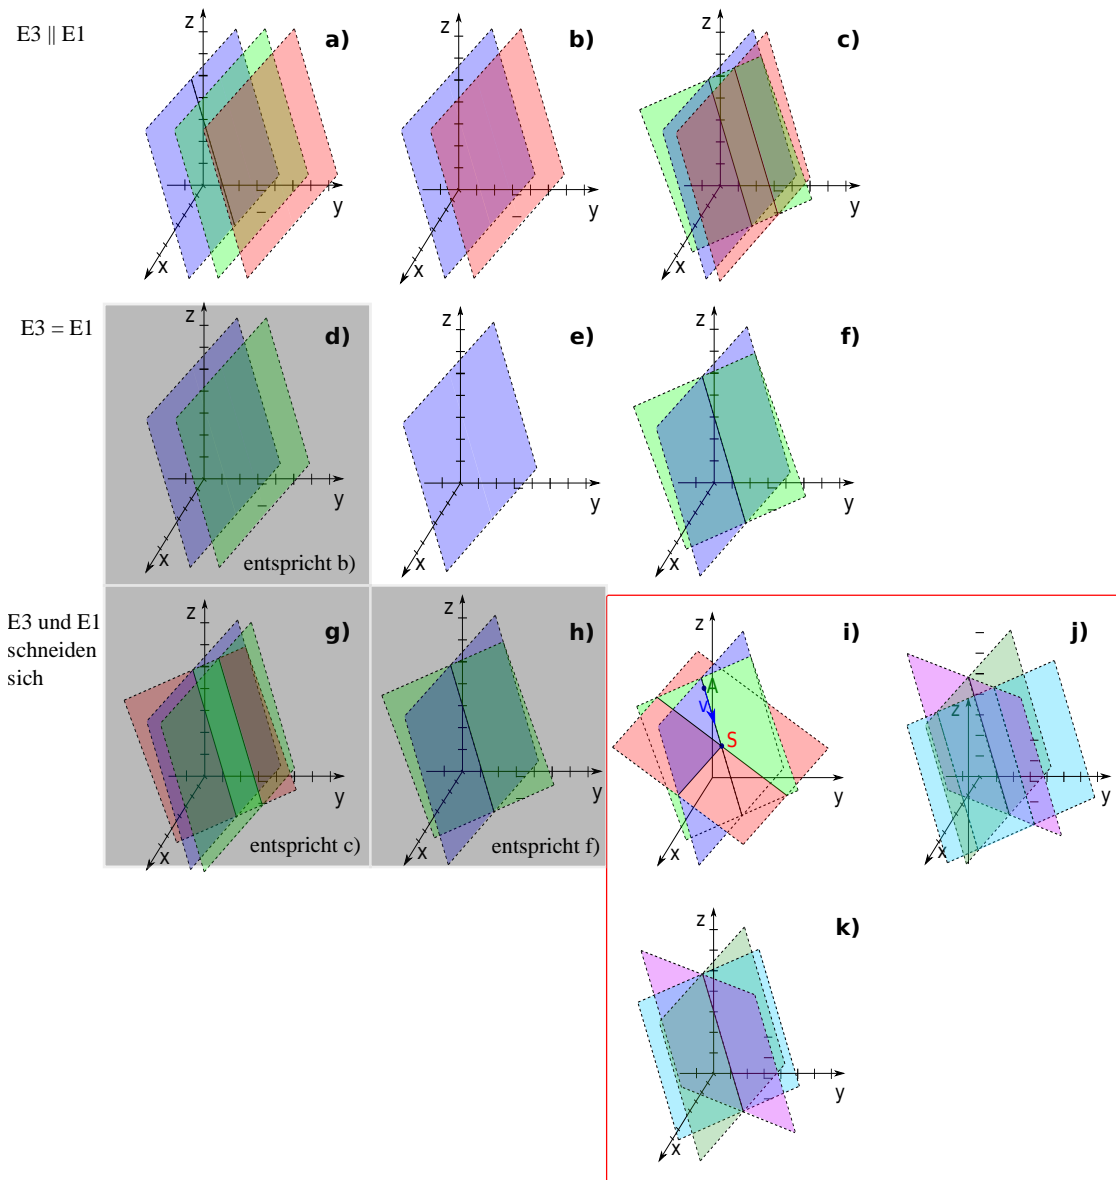 E3 || E1
a)
b)
c)
z
z
z
y
y
y
x
x
x
E3 = E1
d)
e)
f)
z
z
z
y
y
y
x
x
x
entspricht b)
E3 und E1
schneiden
sich
g)
h)
i)
j)
z
z
z
z
A
v
S
y
y
y
y
x
x
x
x
entspricht c)
entspricht f)
k)
z
y
x